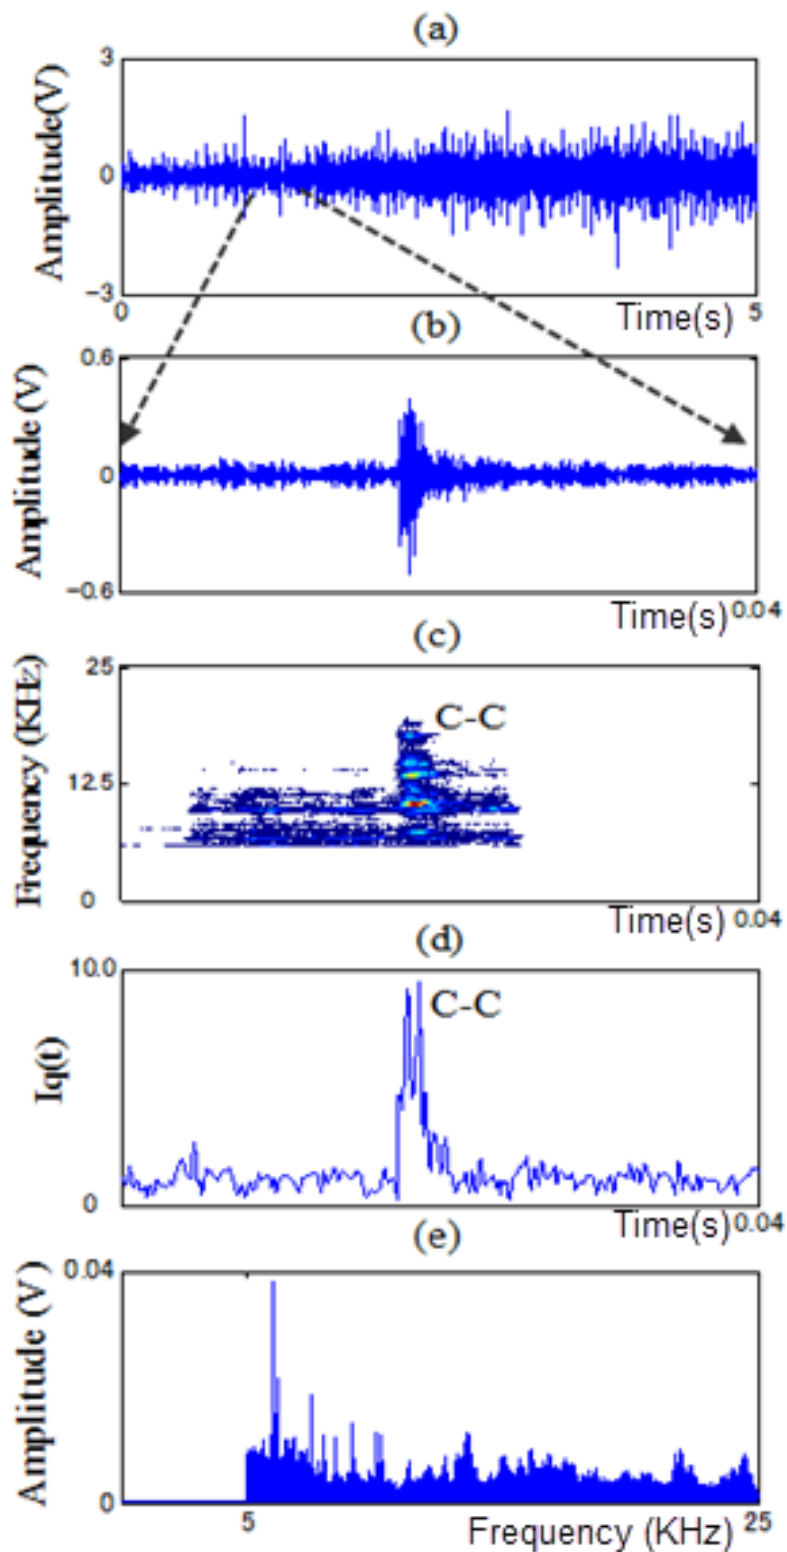 (a)
3
Amplitude(V)
0
−3
0
Time(s)
5
(b)
0.6
Amplitude (V)
0
−0.6
Time(s)
0.04
(c)
25
Frequency (KHz)
C-C
12.5
0
Time(s)
0.04
(d)
10.0
C-C
Iq(t)
0
Time(s)
0.04
(e)
0.04
Amplitude (V)
0
5
Frequency (KHz)
25